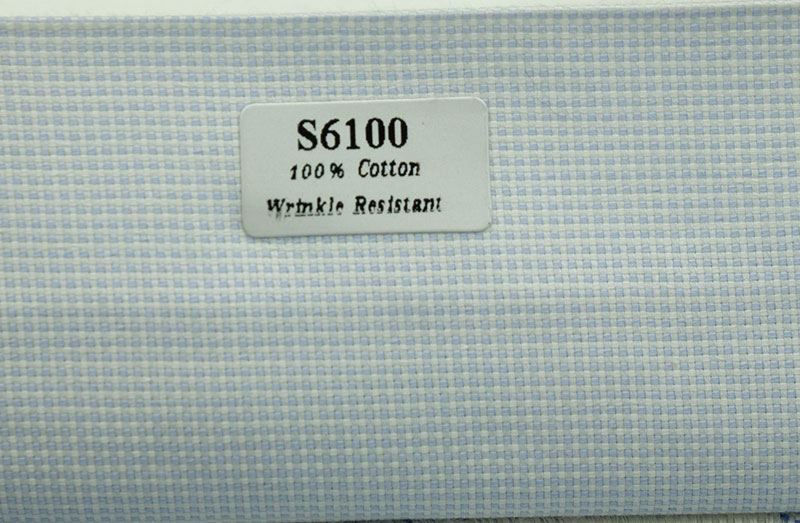 S6100
100% Cotton
Wrinkle Resistant